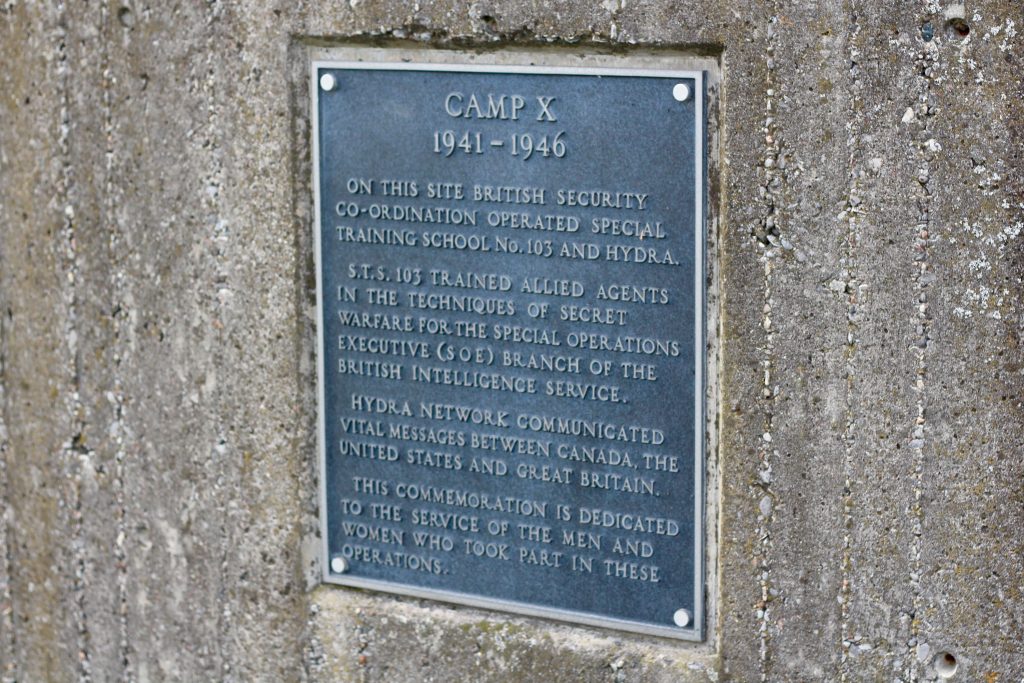 CAMP X
1941 - 1946
ON THIS SITE BRITISH SECURITY
CO-ORDINATION OPERATED SPECIAL
TRAINING SCHOOL No. 103 AND HYDRA.
S.T.S. 103 TRAINED ALLIED AGENTS
IN THE TECHNIQUES OF SECRET
WARFARE FOR THE SPECIAL OPERATIONS
EXECUTIVE (SOE) BRANCH OF THE
BRITISH INTELLIGENCE SERVICE.
HYDRA NETWORK COMMUNICATED
VITAL MESSAGES BETWEEN CANADA, THE
UNITED STATES AND GREAT BRITAIN.
THIS COMMEMORATION IS DEDICATED
TO THE SERVICE OF THE MEN AND
WOMEN WHO TOOK PART IN THESE
OPERATIONS.